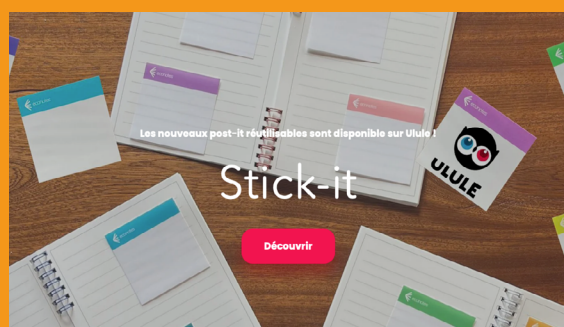 Les nouveaux post-it réutilisables sont disponible sur Ulule !
ULULE
Stick-it
Découvrir